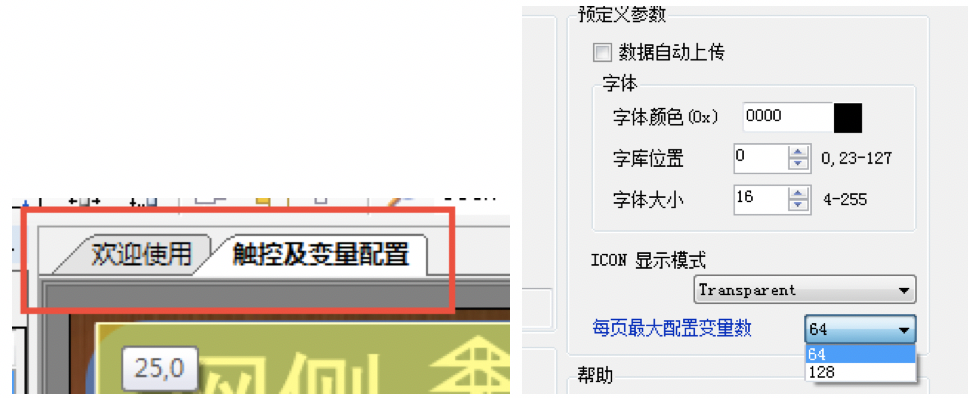 欢迎使用
触控及变量配置
25,0
预定义参数
数据自动上传
字体
字体颜色(0x) 0000
字库位置 0 0,23-127
字体大小 16 4-255
ICON 显示模式
Transparent
每页最大配置变量数 64
64
128
帮助